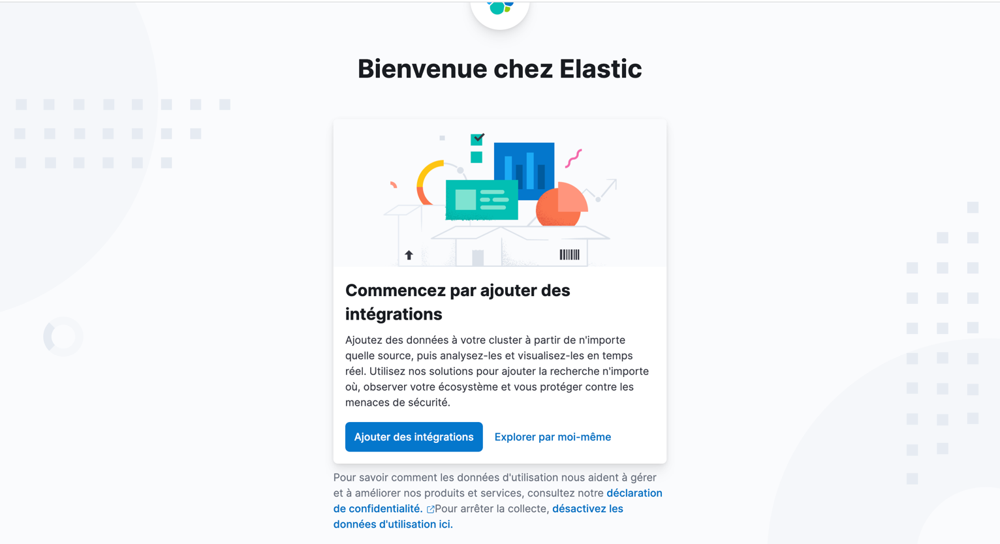 Bienvenue chez Elastic
Commencez par ajouter des
intégrations
Ajoutez des données à votre cluster à partir de n'importe
quelle source, puis analysez-les et visualisez-les en temps
réel. Utilisez nos solutions pour ajouter la recherche n'importe
où, observer votre écosystème et vous protéger contre les
menaces de sécurité.
Ajouter des intégrations
Explorer par moi-même
Pour savoir comment les données d'utilisation nous aident à gérer
et à améliorer nos produits et services, consultez notre déclaration
de confidentialité. Pour arrêter la collecte, désactivez les
données d'utilisation ici.